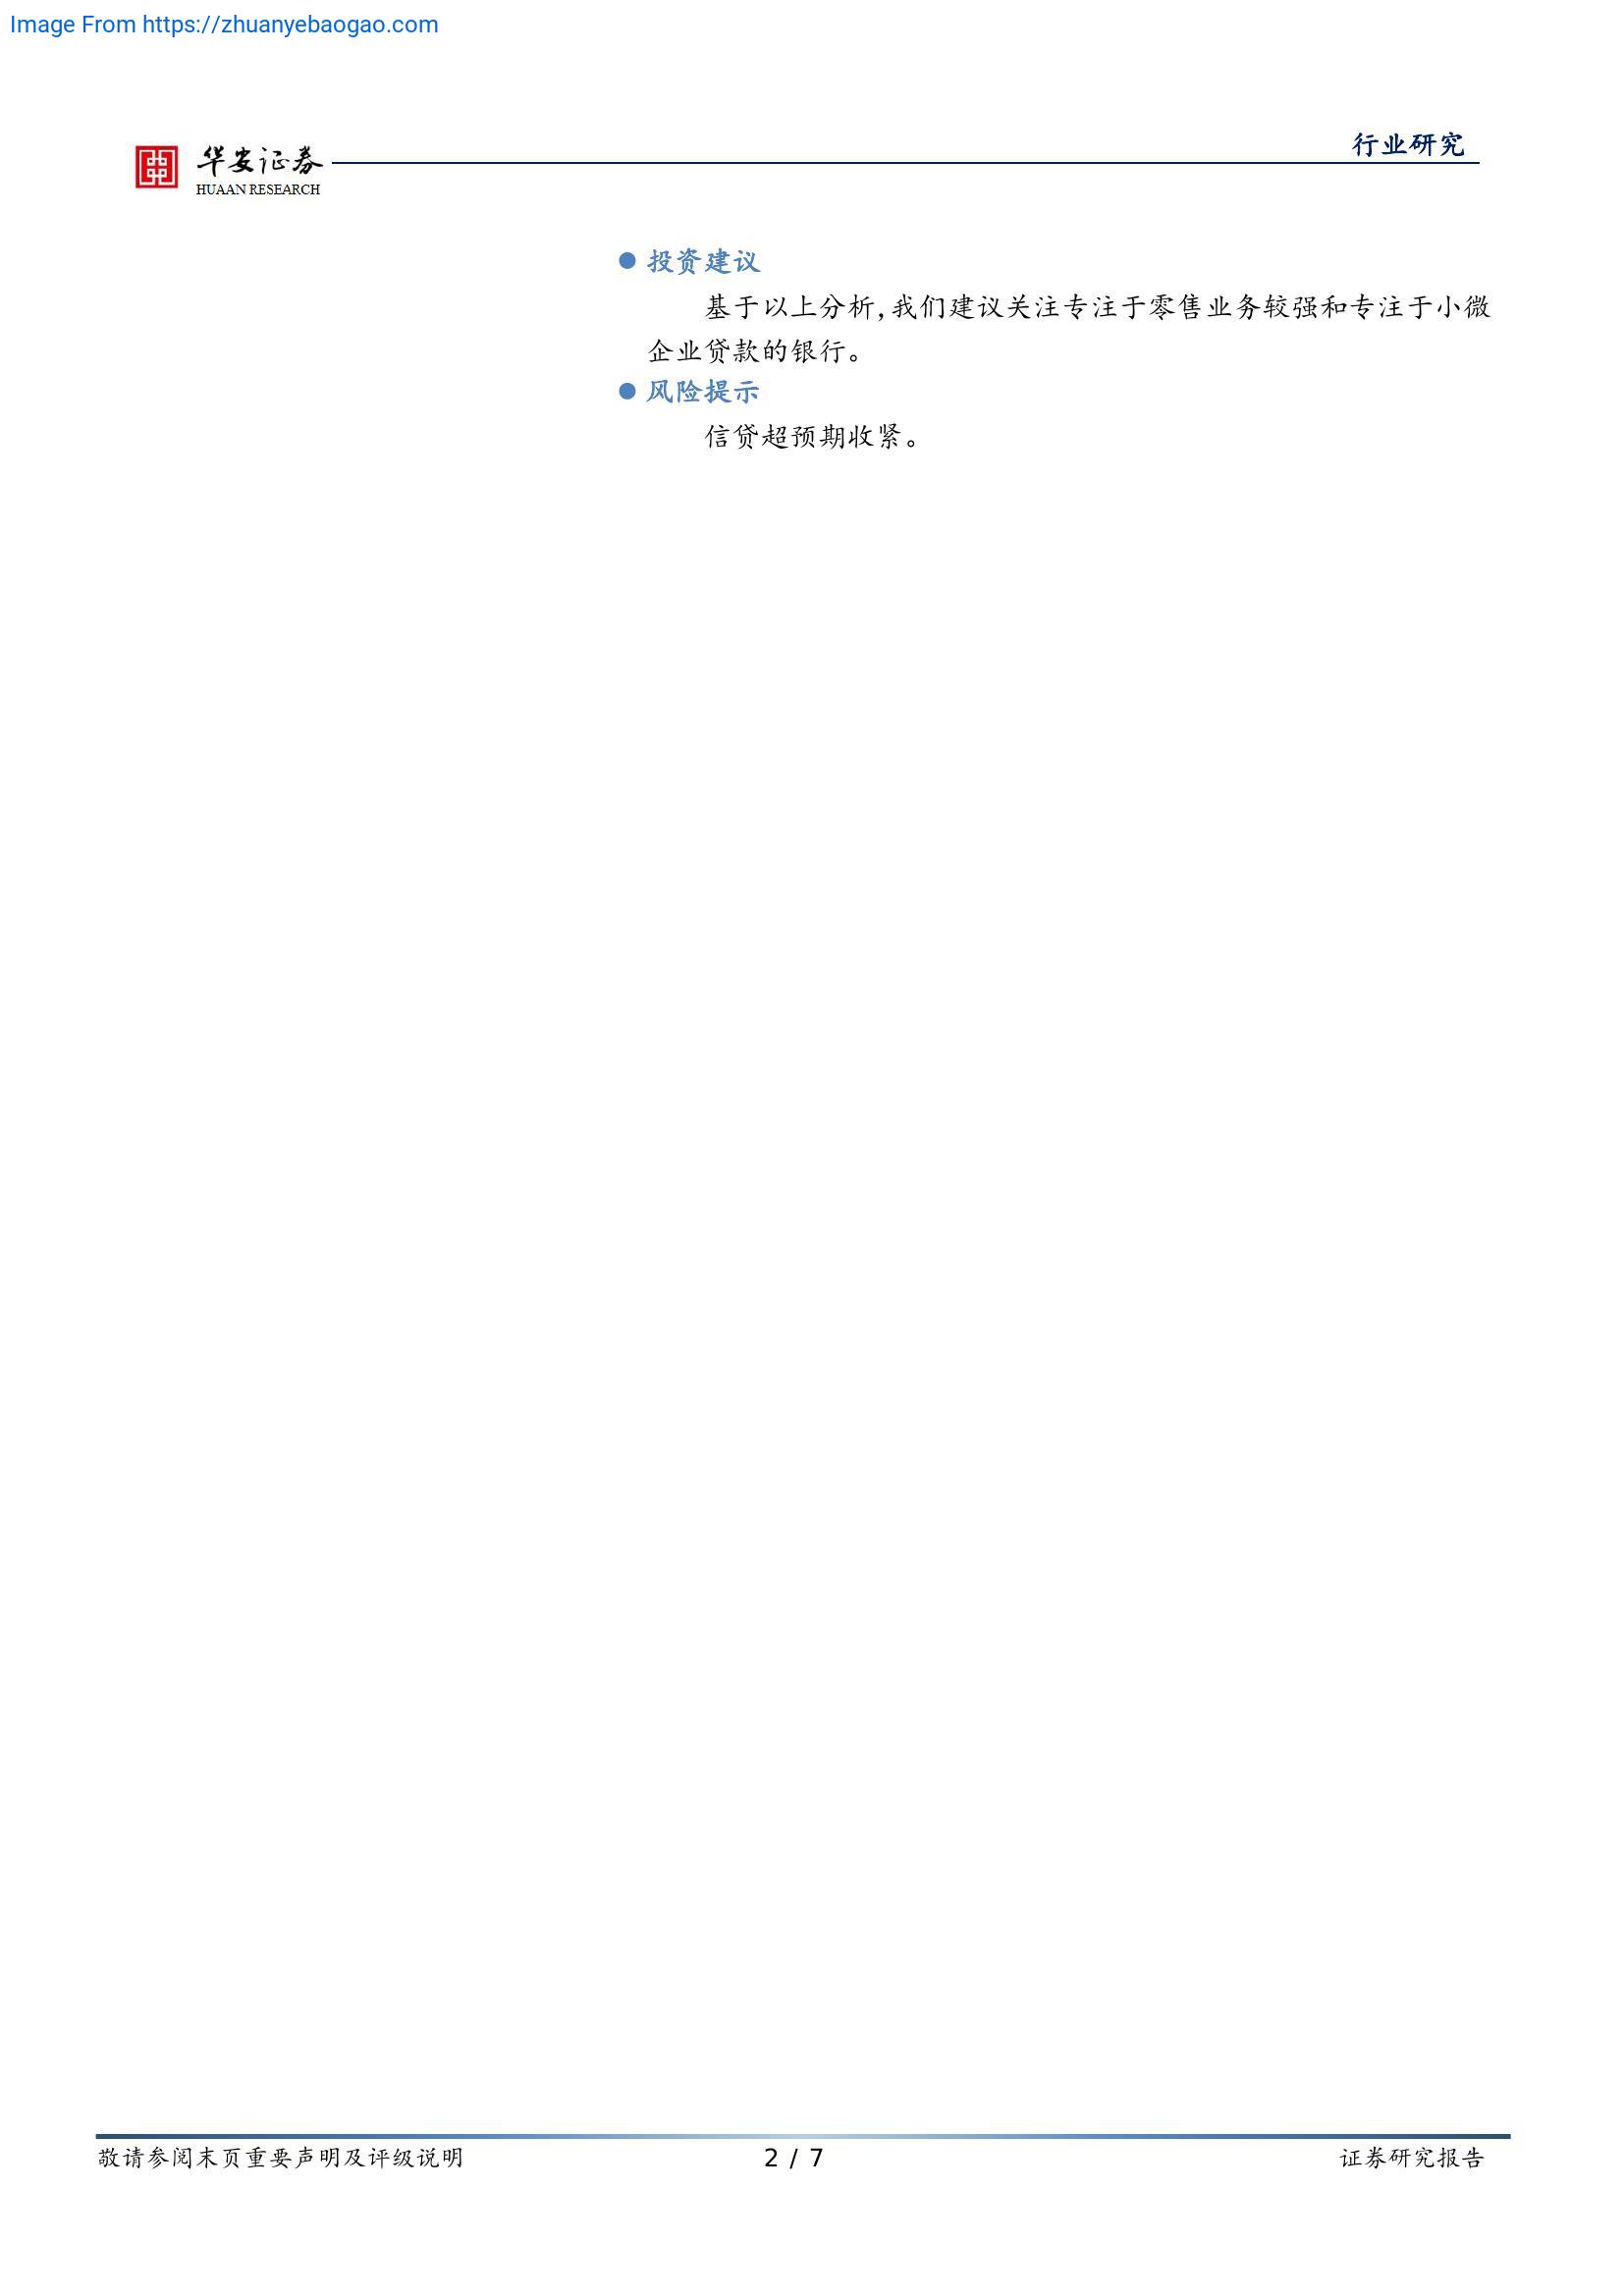 Image From https://zhuanyebaogao.com
行业研究
华安证券
HUAAN RESEARCH
投资建议
基于以上分析,我们建议关注专注于零售业务较强和专注于小微
企业贷款的银行。
风险提示
信贷超预期收紧。
敬请参阅末页重要声明及评级说明
2 / 7
证券研究报告